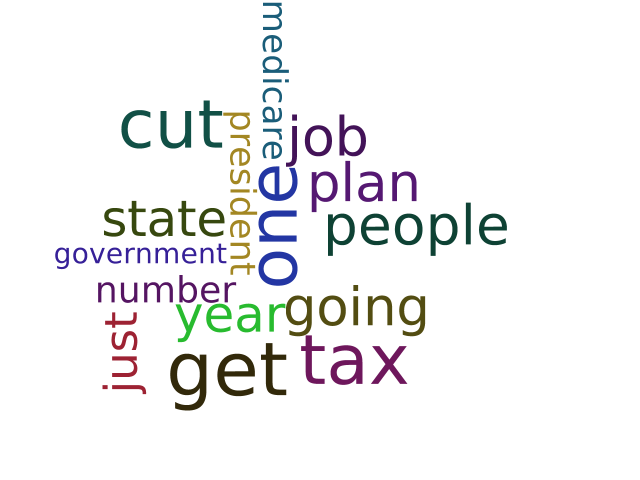 medicare
cut
president
job
one
plan
state
people
government
number
year
going
just
get
tax